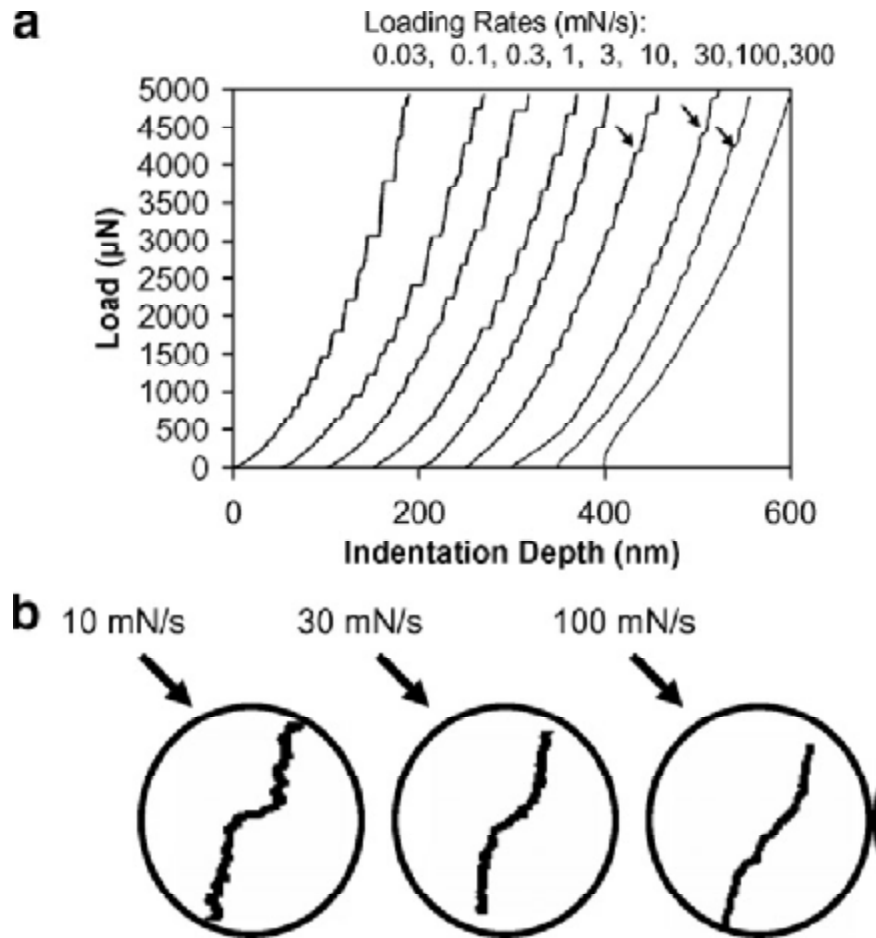 a
Loading Rates (mN/s):
0.03, 0.1, 0.3, 1, 3, 10, 30,100,300
5000
4500
4000
3500
3000
2500
2000
1500
1000
500
0
Load (µN)
0 200 400 600
Indentation Depth (nm)
b
10 mN/s 30 mN/s 100 mN/s